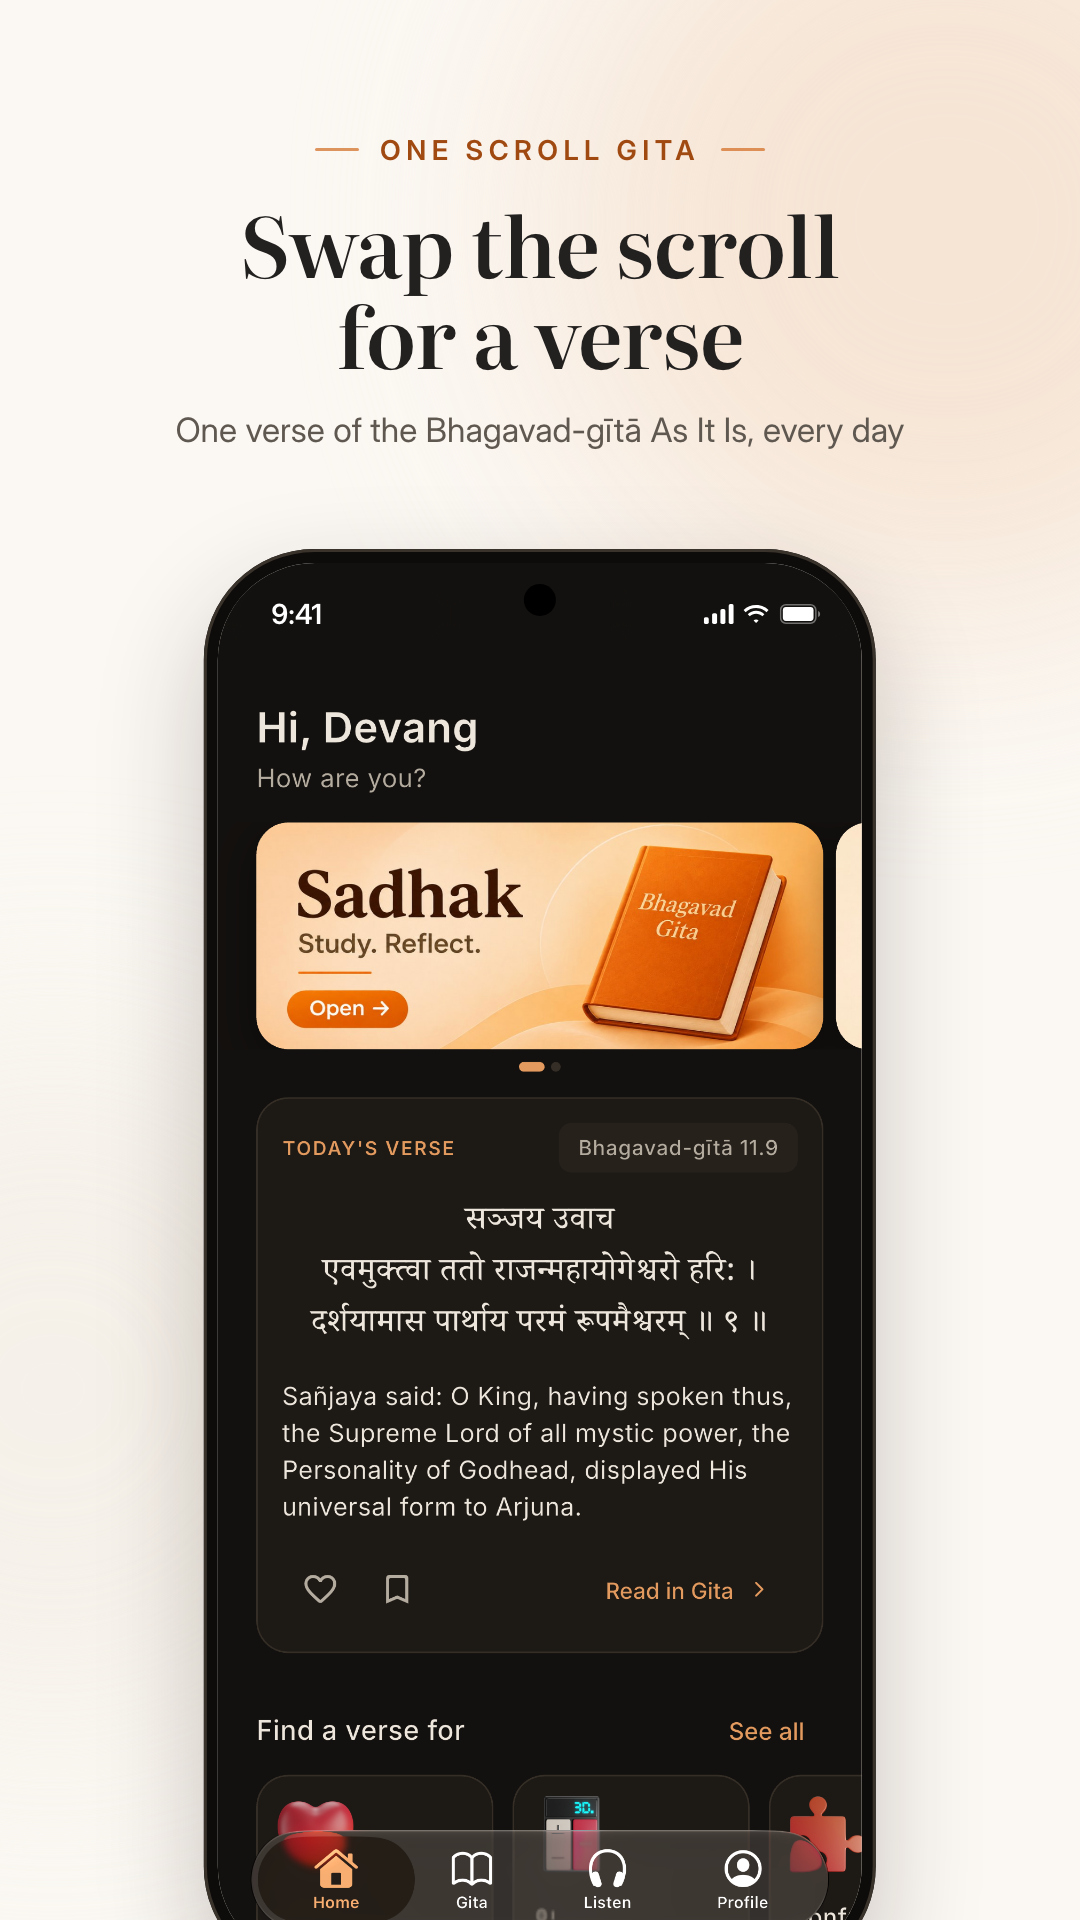 ONE SCROLL GITA
Swap the scroll
for a verse
One verse of the Bhagavad-gītā As It Is, every day
9:41
Hi, Devang
How are you?
Sadhak
Study. Reflect.
Open →
Bhagavad
Gita
TODAY'S VERSE
Bhagavad-gītā 11.9
सञ्जय उवाच
एवमुक्त्वा ततो राजन्महायोगेश्वरो हरि: ।
दर्शयामास पार्थाय परमं रूपमैश्वरम् ॥ ९ ॥
Sañjaya said: O King, having spoken thus,
the Supreme Lord of all mystic power, the
Personality of Godhead, displayed His
universal form to Arjuna.
Read in Gita
Find a verse for
See all
30.
Home
Gita
Listen
Profile